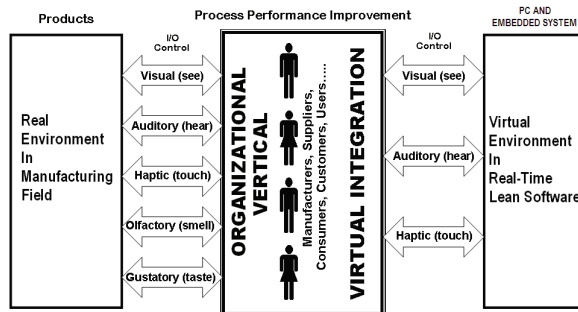 Products
Process Performance Improvement
PC AND
EMBEDDED SYSTEM
I/O
Control
Real
Environment
In
Manufacturing
Field
Visual (see)
Auditory (hear)
Haptic (touch)
Olfactory (smell)
Gustatory (taste)
ORGANIZATIONAL
VERTICAL
Manufacturers, Suppliers,
Consumers, Customers, Users.....
VIRTUAL INTEGRATION
I/O
Control
Visual (see)
Auditory (hear)
Haptic (touch)
Virtual
Environment
In
Real-Time
Lean Software